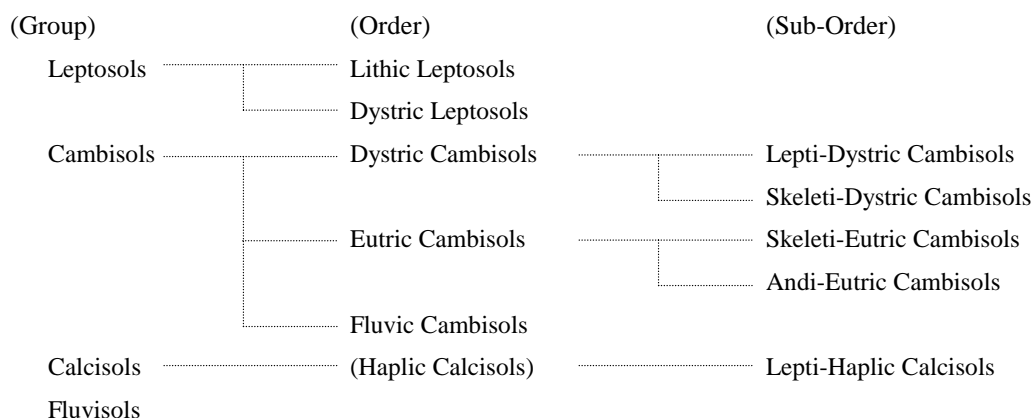 (Group) (Order) (Sub-Order)
Leptosols Lithic Leptosols
Dystric Leptosols
Cambisols Dystric Cambisols Lepti-Dystric Cambisols
Skeleti-Dystric Cambisols
Eutric Cambisols Skeleti-Eutric Cambisols
Andi-Eutric Cambisols
Fluvic Cambisols
Calcisols (Haplic Calcisols) Lepti-Haplic Calcisols
Fluvisols